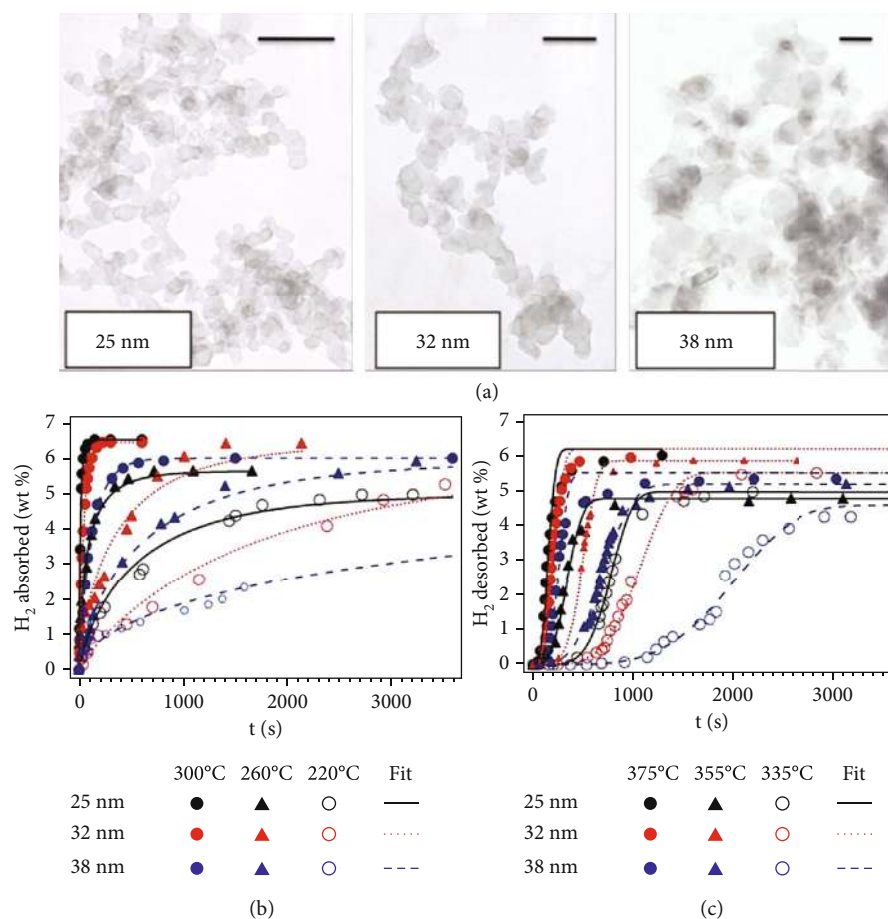 25 nm
32 nm
38 nm
(a)
H2 absorbed (wt %)
7
6
5
4
3
2
1
0
0 1000 2000 3000
t (s)
H2 desorbed (wt %)
7
6
5
4
3
2
1
0
0 1000 2000 3000
t (s)
300°C 260°C 220°C Fit
25 nm
32 nm
38 nm
(b)
375°C 355°C 335°C Fit
25 nm
32 nm
38 nm
(c)